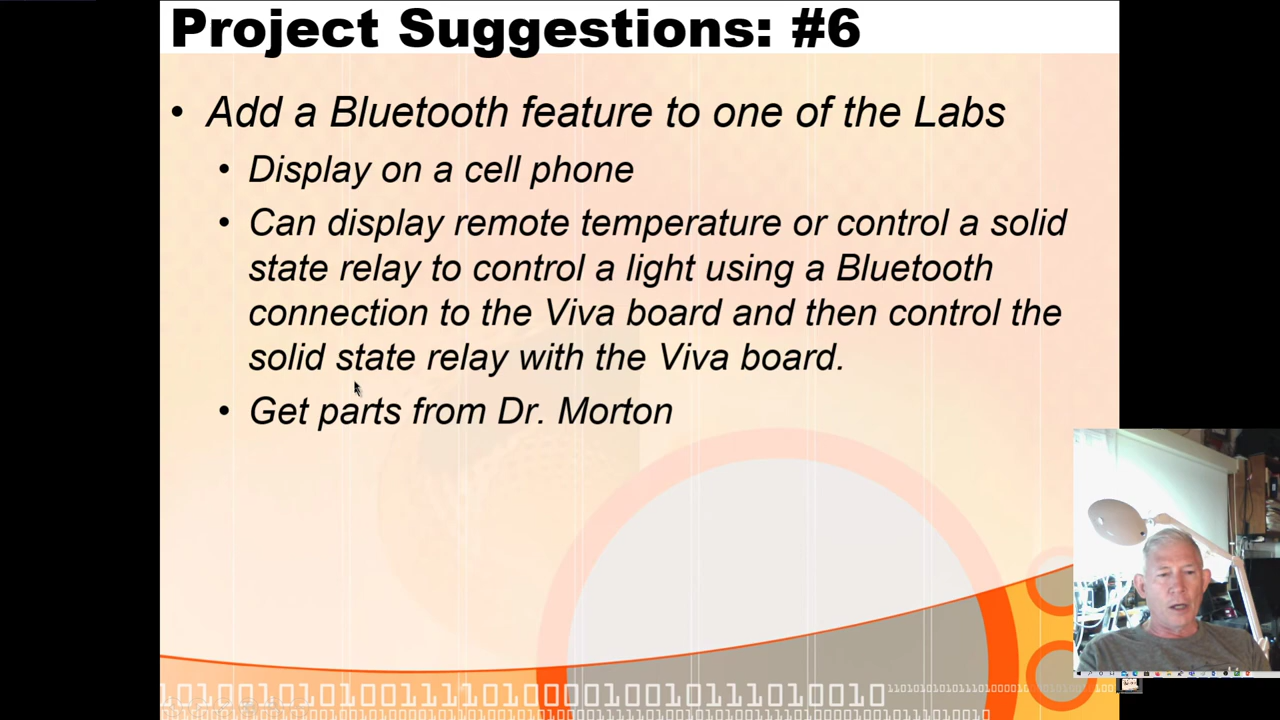 Project Suggestions: #6
• Add a Bluetooth feature to one of the Labs
• Display on a cell phone
• Can display remote temperature or control a solid
state relay to control a light using a Bluetooth
connection to the Viva board and then control the
solid state relay with the Viva board.
• Get parts from Dr. Morton